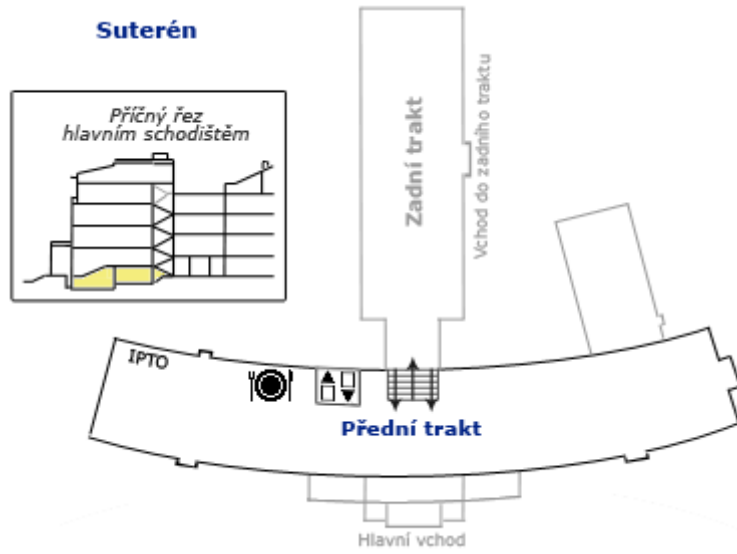 Suterén
Příčný řez
hlavním schodištěm
Zadní trakt
Vchod do zadního traktu
IPTO
Přední trakt
Hlavní vchod